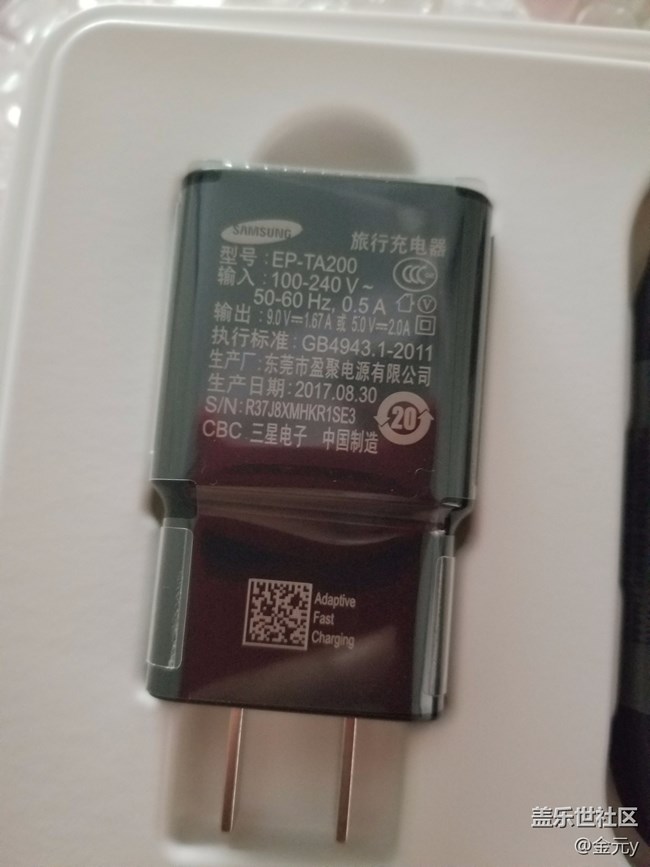 SAMSUNG
旅行充电器
型号：EP-TA200
输入：100-240 V ~
50-60 Hz, 0.5 A
输出：9.0 V⎓1.67 A 或 5.0 V⎓2.0 A
执行标准：GB4943.1-2011
生产厂：东莞市盈聚电源有限公司
生产日期：2017.08.30
S/N: R37J8XMHKR1SE3
20
CBC 三星电子 中国制造
Adaptive
Fast
Charging
盖乐世社区
@金元y